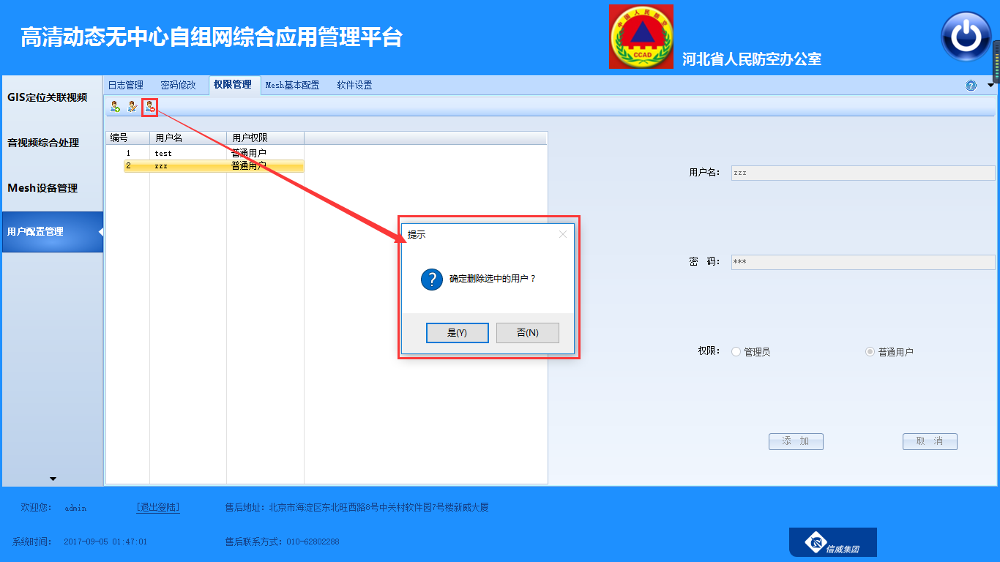 高清动态无中心自组网综合应用管理平台
中国人民防空
CCAD
河北省人民防空办公室
GIS定位关联视频
音视频综合处理
Mesh设备管理
用户配置管理
日志管理 密码修改 权限管理 Mesh基本配置 软件设置
编号 用户名 用户权限
1 test 普通用户
2 zzz 普通用户
提示
确定删除选中的用户？
是(Y) 否(N)
用户名： zzz
密 码： ***
权限： 管理员 普通用户
添 加 取 消
欢迎您： admin [退出登陆] 售后地址：北京市海淀区东北旺西路8号中关村软件园7号楼新威大厦
系统时间： 2017-09-05 01:47:01 售后联系方式：010-62802288
信威集团